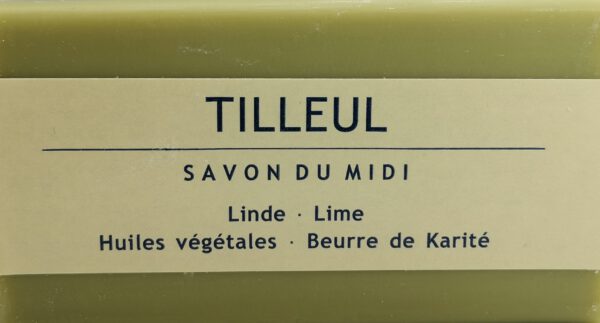 TILLEUL
SAVON DU MIDI
Linde · Lime
Huiles végétales · Beurre de Karité